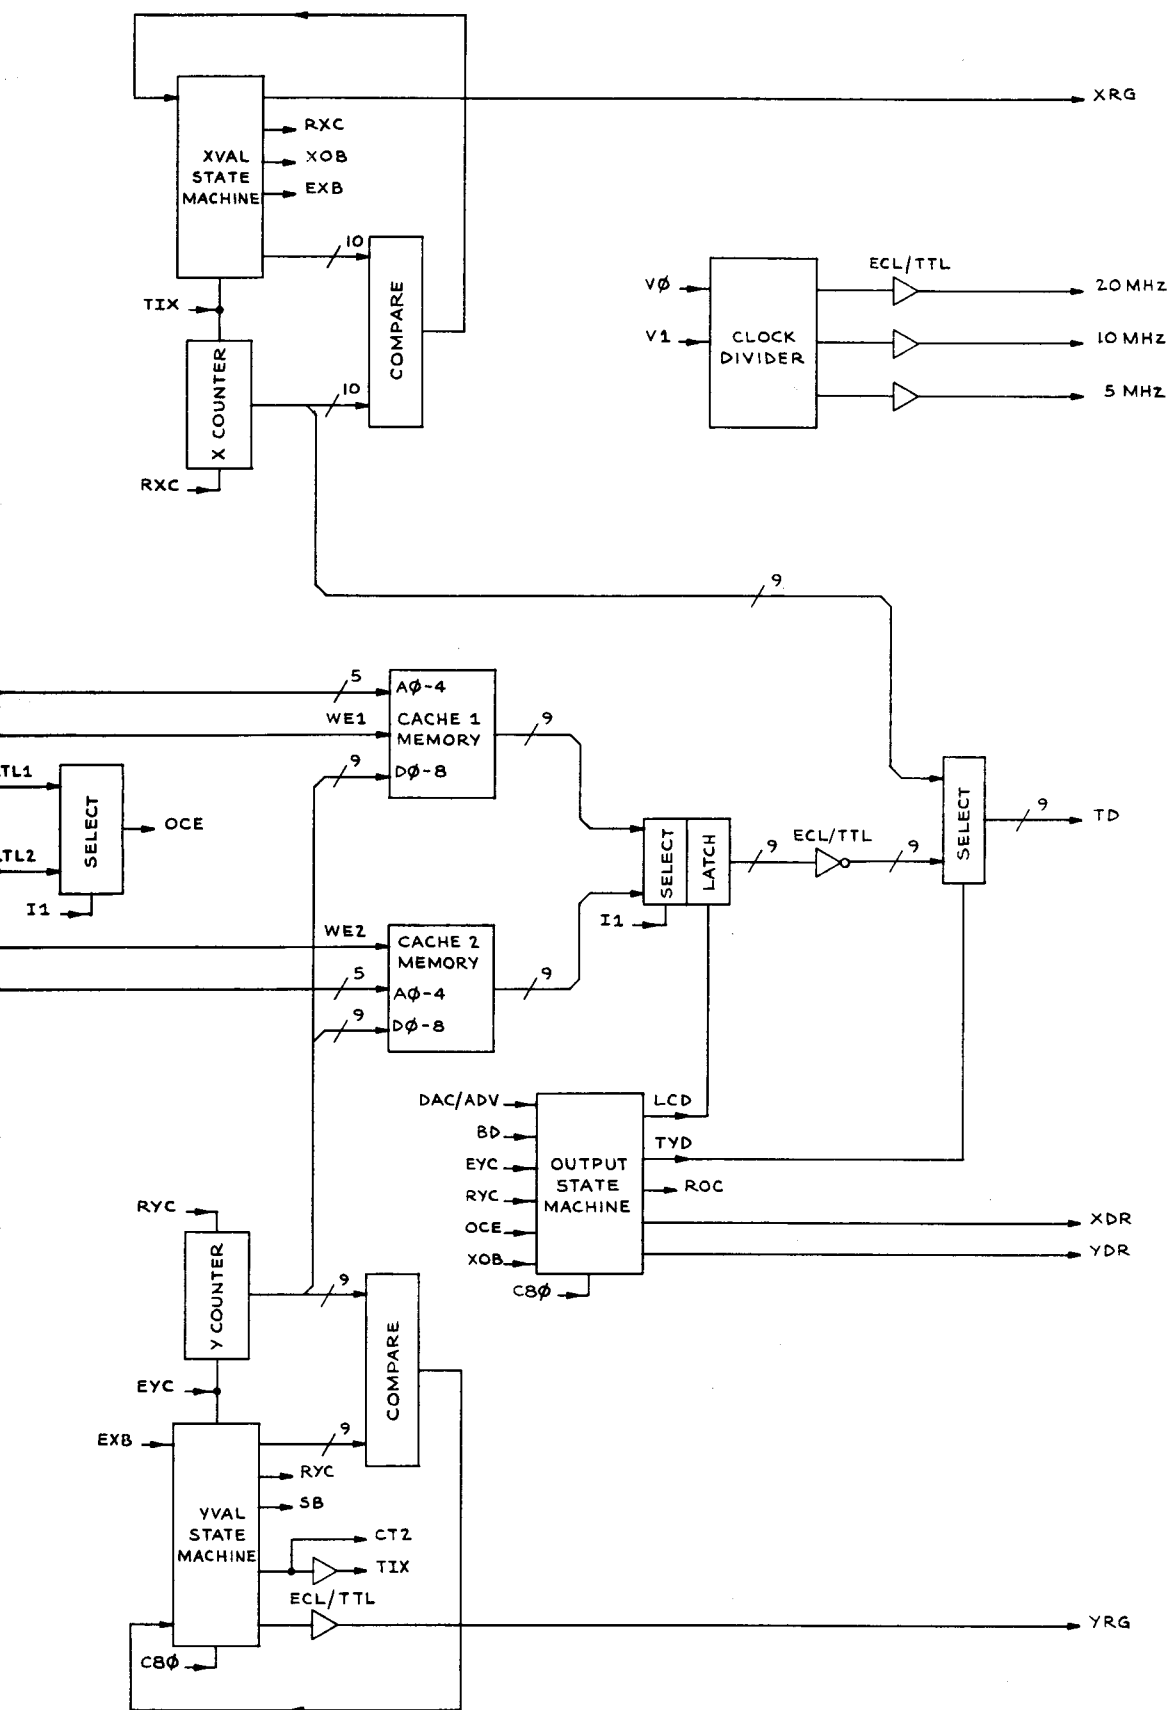 XRG
RXC
XOB
EXB
XVAL
STATE
MACHINE
10
TIX
COMPARE
X COUNTER
10
RXC
ECL/TTL
VØ
V1
CLOCK
DIVIDER
20 MHZ
10 MHZ
5 MHZ
9
5
AØ-4
WE1
CACHE 1
MEMORY
9
DØ-8
9
TL1
SELECT
OCE
TL2
I1
SELECT
LATCH
I1
9
ECL/TTL
9
SELECT
9
TD
WE2
CACHE 2
MEMORY
5
AØ-4
9
DØ-8
9
DAC/ADV
BD
EYC
RYC
OCE
XOB
C8Ø
OUTPUT
STATE
MACHINE
LCD
TYD
ROC
XDR
YDR
RYC
Y COUNTER
9
COMPARE
EYC
EXB
9
RYC
SB
YVAL
STATE
MACHINE
CT2
TIX
ECL/TTL
YRG
C8Ø